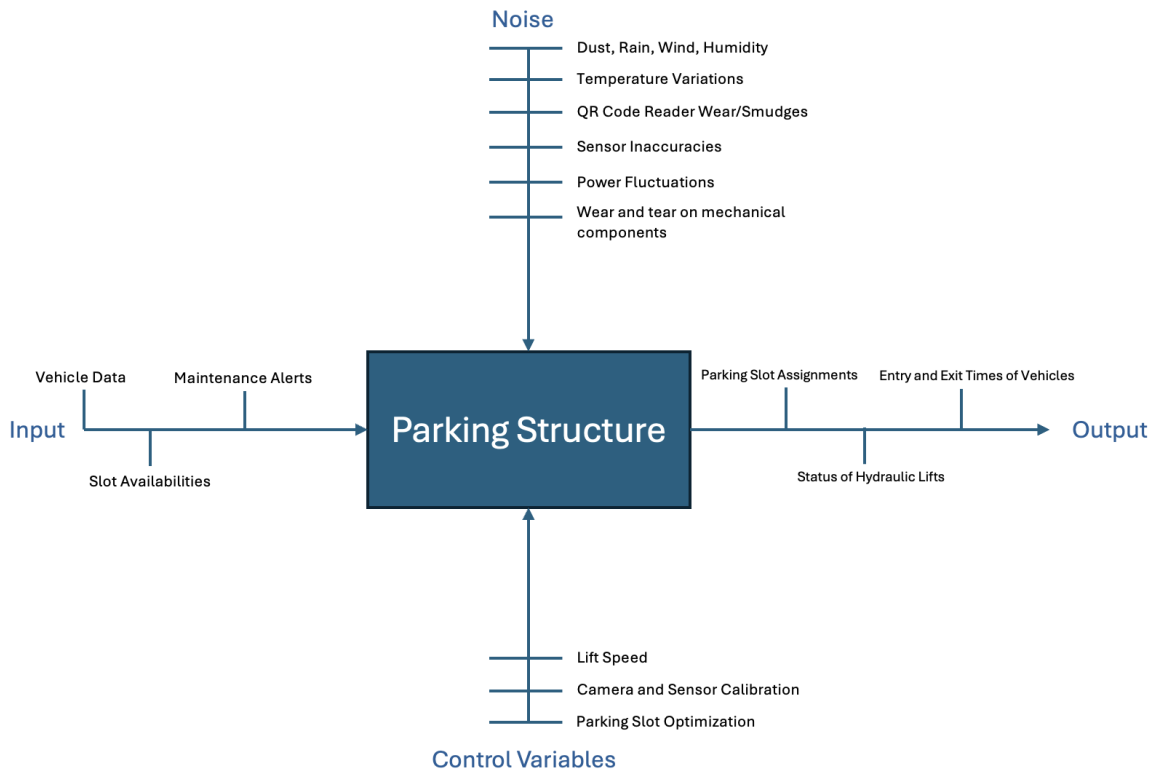 Noise
Dust, Rain, Wind, Humidity
Temperature Variations
QR Code Reader Wear/Smudges
Sensor Inaccuracies
Power Fluctuations
Wear and tear on mechanical
components
Vehicle Data
Maintenance Alerts
Parking Slot Assignments
Entry and Exit Times of Vehicles
Input
Parking Structure
Output
Slot Availabilities
Status of Hydraulic Lifts
Lift Speed
Camera and Sensor Calibration
Parking Slot Optimization
Control Variables